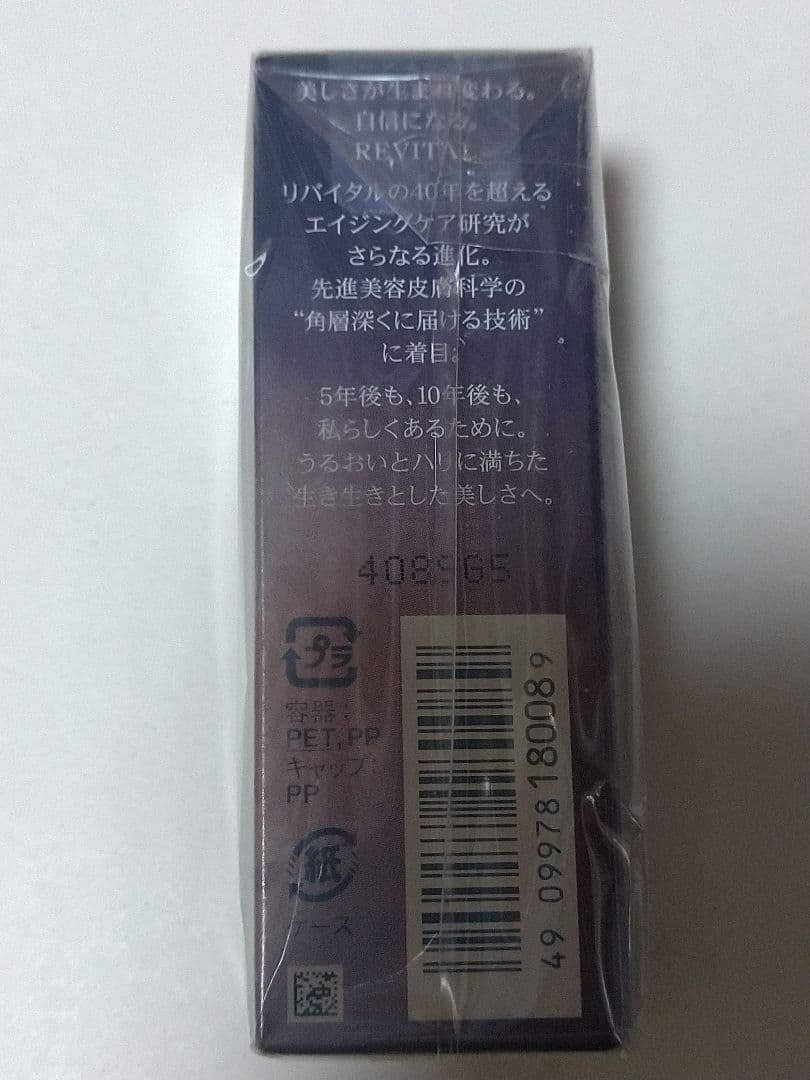 美しさが生まれ変わる。
自信になる。
REVITAL
リバイタルの40年を超える
エイジングケア研究が
さらなる進化。
先進美容皮膚科学の
“角層深くに届ける技術”
に着目。
5年後も、10年後も、
私らしくあるために。
うるおいとハリに満ちた
生き生きとした美しさへ。
プラ
容器:
PET, PP
キャップ:
PP
紙
ケース
49 09978 180089